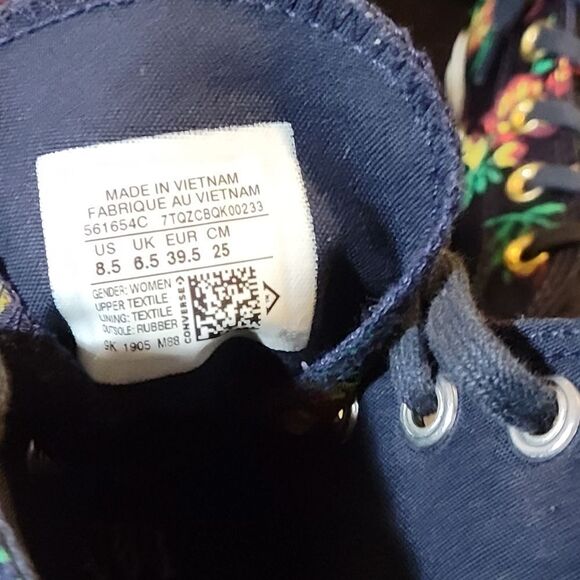 MADE IN VIETNAM
FABRIQUE AU VIETNAM
561654C 7TQZCBQK00233
US UK EUR CM
8.5 6.5 39.5 25
GENDER: WOMEN
UPPER TEXTILE
LINING: TEXTILE
OUTSOLE: RUBBER
SK 1905 M88
CONVERSE